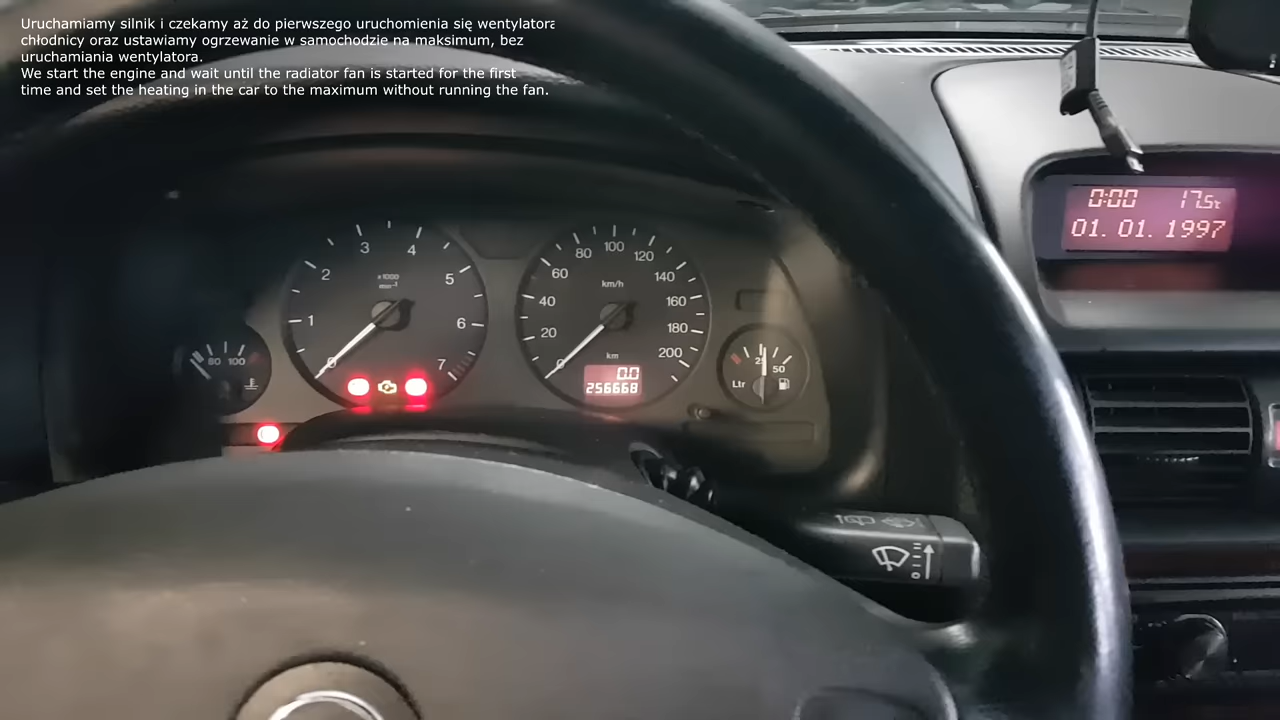 Uruchamiamy silnik i czekamy aż do pierwszego uruchomienia się wentylatora
chłodnicy oraz ustawiamy ogrzewanie w samochodzie na maksimum, bez
uruchamiania wentylatora.
We start the engine and wait until the radiator fan is started for the first
time and set the heating in the car to the maximum without running the fan.
0:00 17.5°c
01. 01. 1997
0 1 2 3 4 5 6 7
x1000
min-1
0 20 40 60 80 100 120 140 160 180 200
km/h
km
0.0
256668
80 100
25 50
Ltr
0